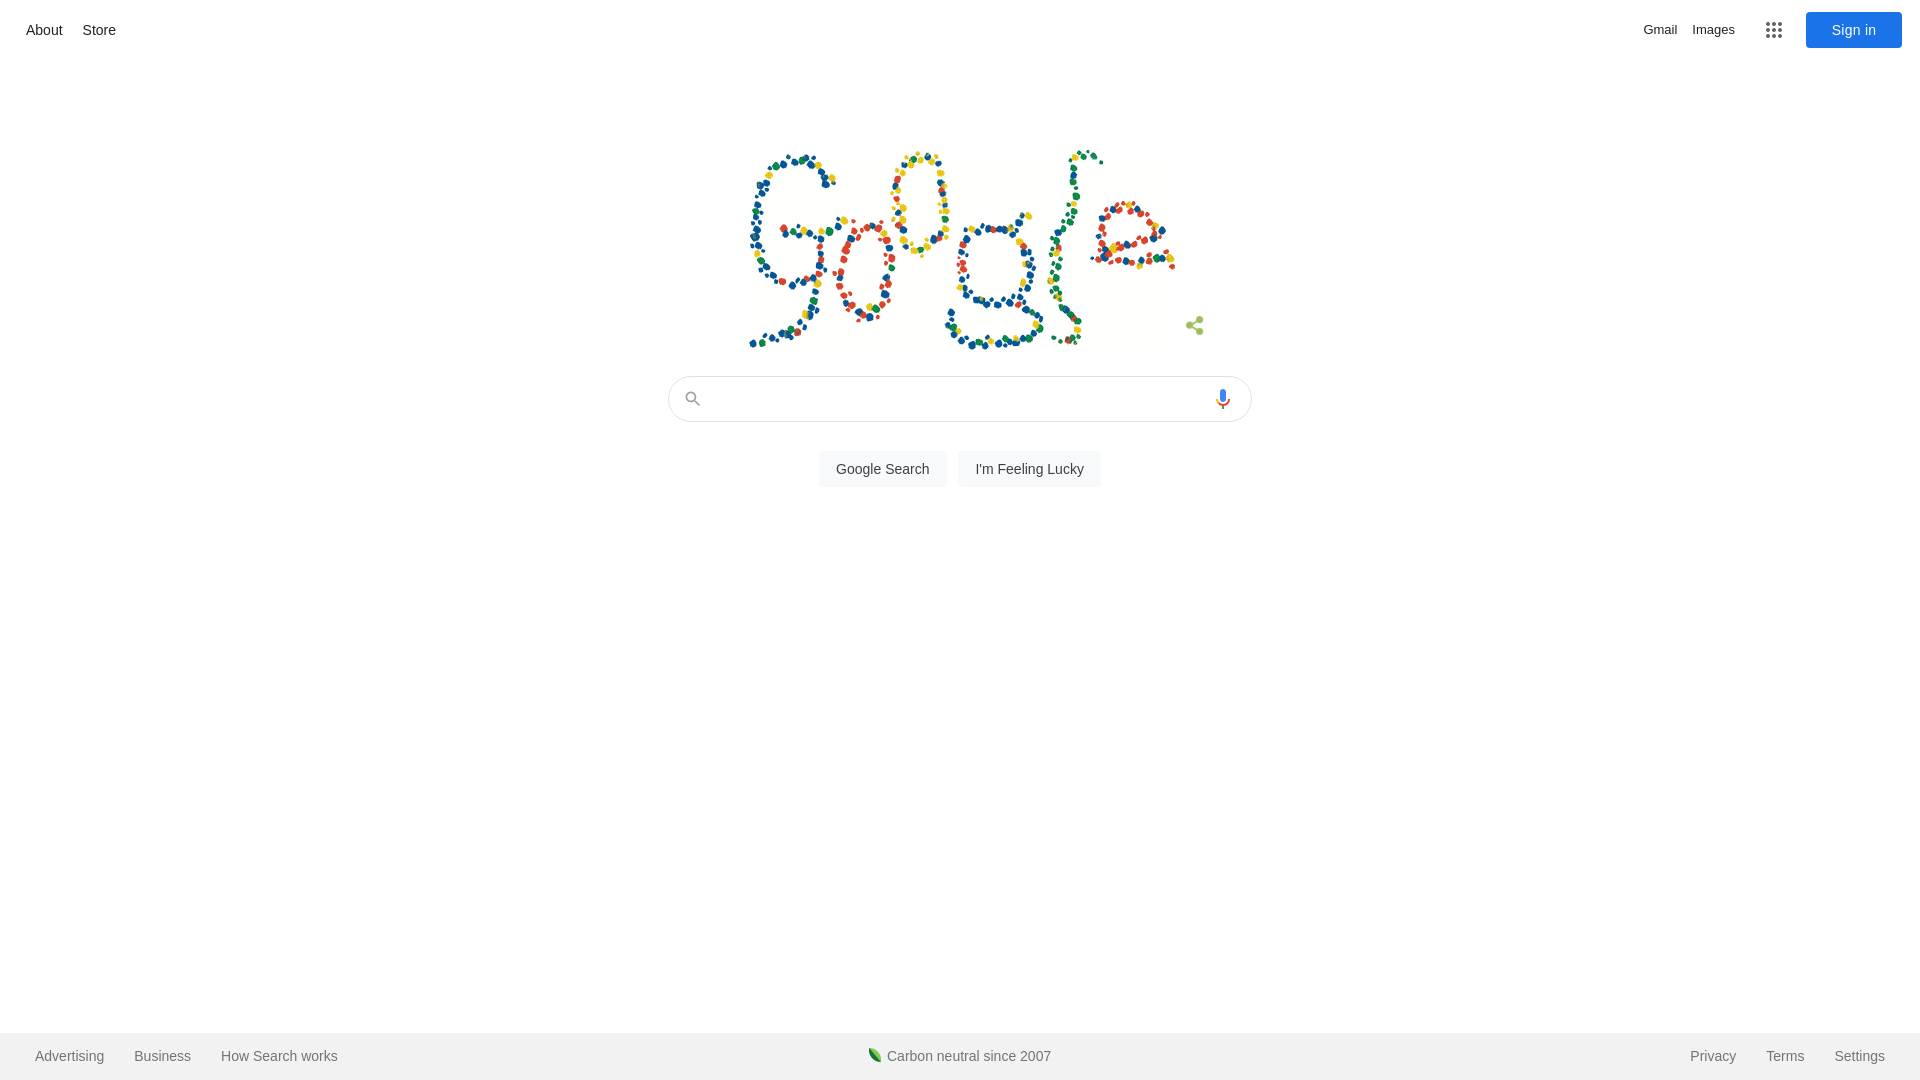 About Store
Gmail Images Sign in
Google
Google Search I'm Feeling Lucky
Advertising Business How Search works
Carbon neutral since 2007
Privacy Terms Settings